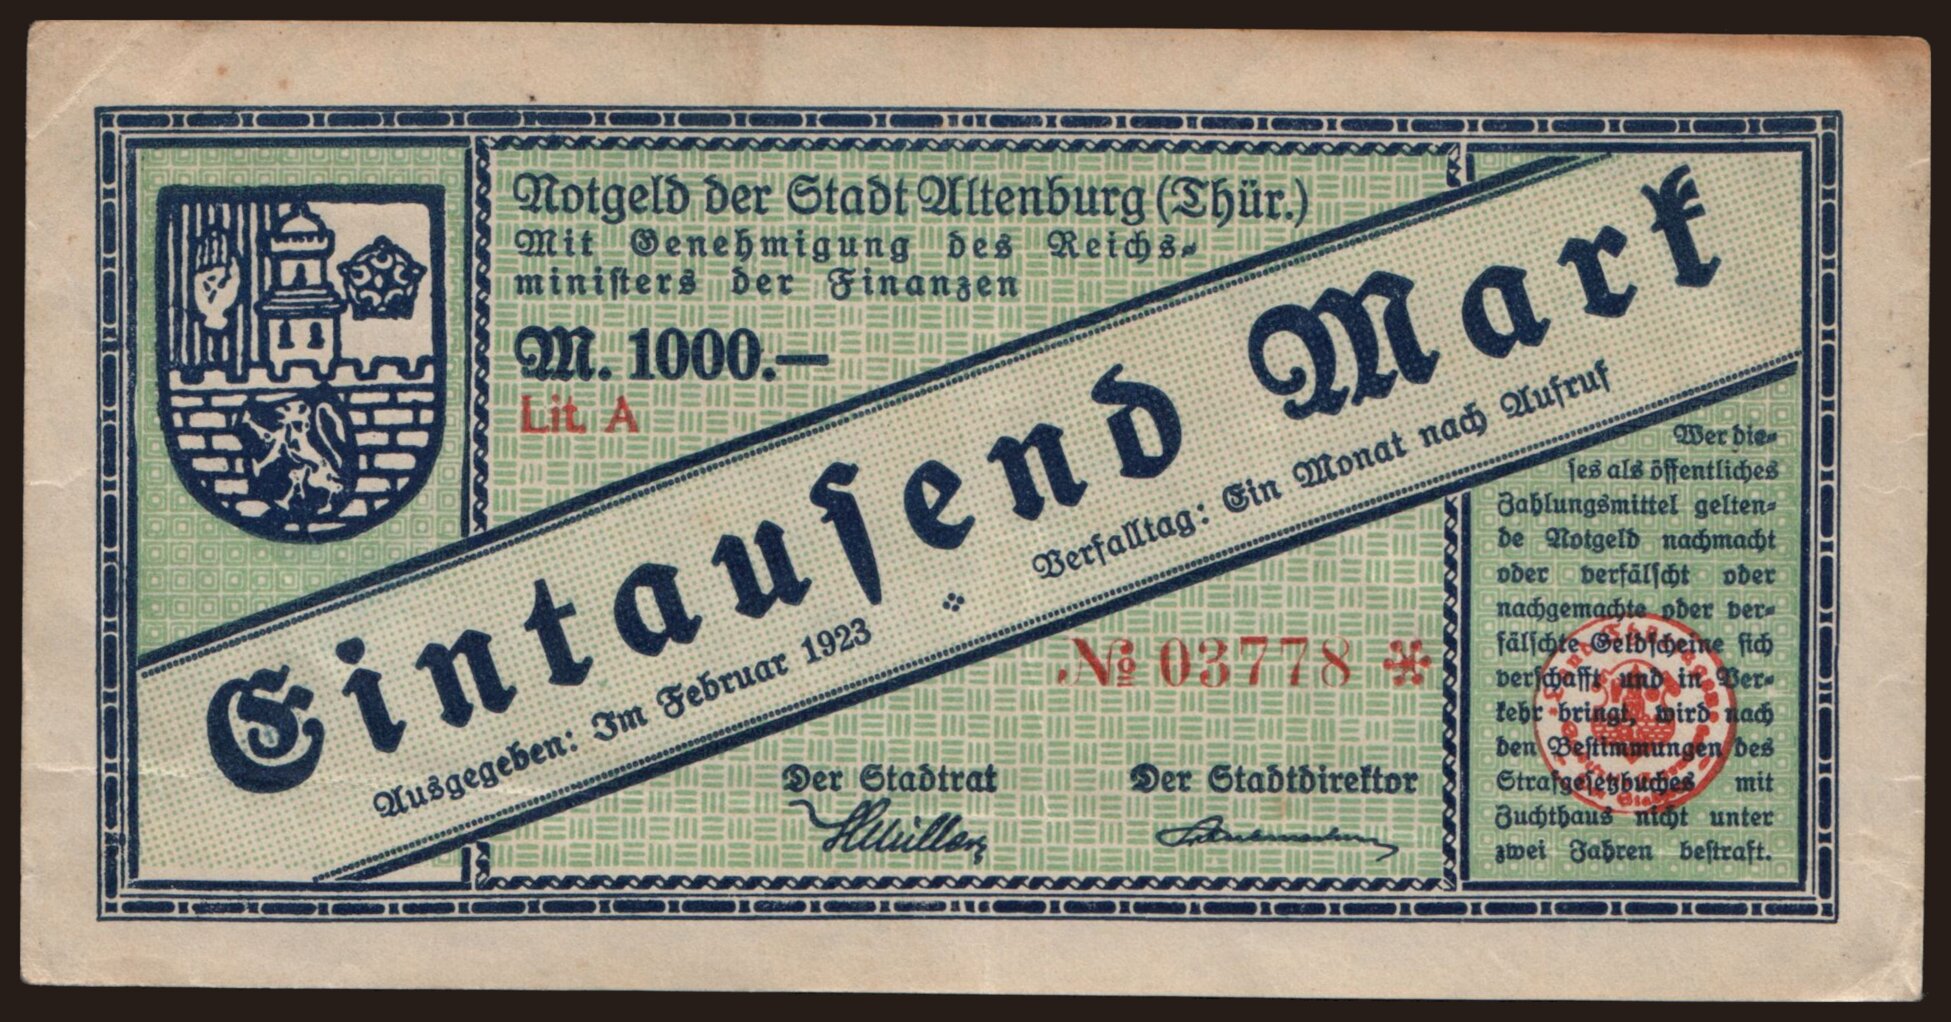 Notgeld der Stadt Altenburg (Thür.)
Mit Genehmigung des Reichs-
ministers der Finanzen
M. 1000.—
Lit. A
Eintausend Mark
Ausgegeben: Im Februar 1923
Verfalltag: Ein Monat nach Aufruf
№ 03778 *
Der Stadtrat
HMüller
Der Stadtdirektor
Wer die-
ses als öffentliches
Zahlungsmittel gelten-
de Notgeld nachmacht
oder verfälscht oder
nachgemachte oder ver-
fälschte Geldscheine sich
verschafft und in Ver-
kehr bringt, wird nach
den Bestimmungen des
Strafgesetzbuches mit
Zuchthaus nicht unter
zwei Jahren bestraft.